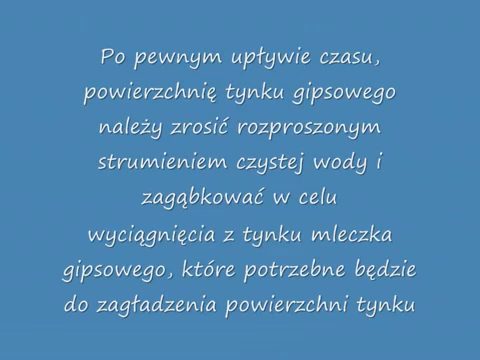 Po pewnym upływie czasu,
powierzchnię tynku gipsowego
należy zrosić rozproszonym
strumieniem czystej wody i
zagąbkować w celu
wyciągnięcia z tynku mleczka
gipsowego, które potrzebne będzie
do zagładzenia powierzchni tynku